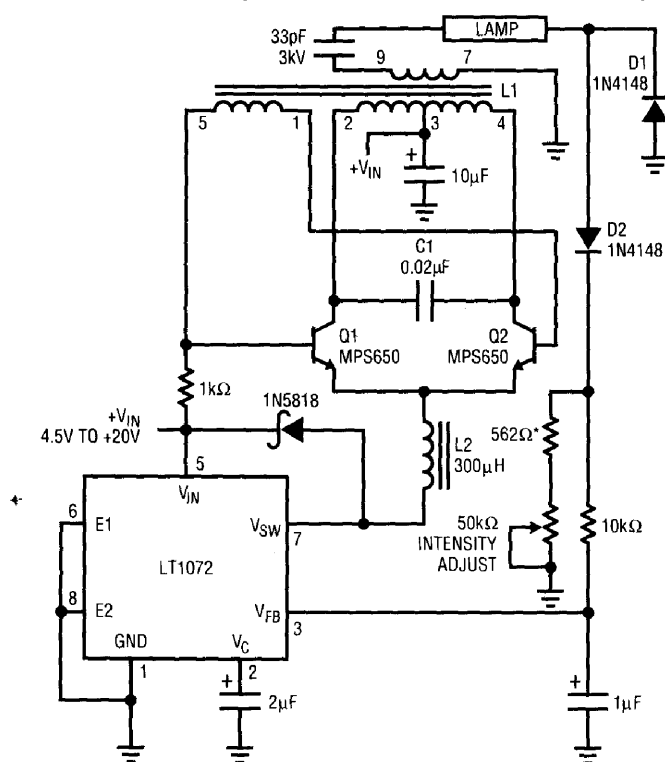 33pF
3kV
LAMP
9
7
D1
1N4148
L1
5
1
2
3
4
+VIN
+
10µF
C1
0.02µF
D2
1N4148
Q1
MPS650
Q2
MPS650
1kΩ
1N5818
+VIN
4.5V TO +20V
L2
300µH
562Ω*
50kΩ
INTENSITY
ADJUST
10kΩ
5
VIN
6
E1
VSW
7
LT1072
8
E2
VFB
3
GND
VC
1
2
+
2µF
+
1µF